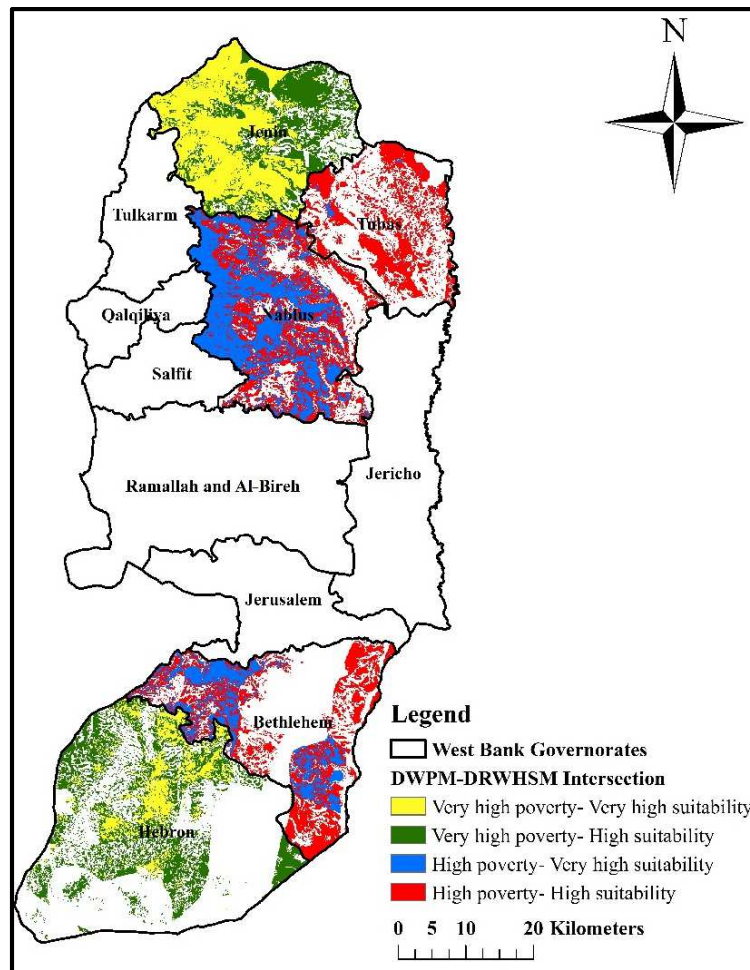 N
Jenin
Tulkarm
Tubas
Qalqiliya
Nablus
Salfit
Jericho
Ramallah and Al-Bireh
Jerusalem
Bethlehem
Hebron
Legend
West Bank Governorates
DWPM-DRWHSM Intersection
Very high poverty- Very high suitability
Very high poverty- High suitability
High poverty- Very high suitability
High poverty- High suitability
0 5 10 20 Kilometers